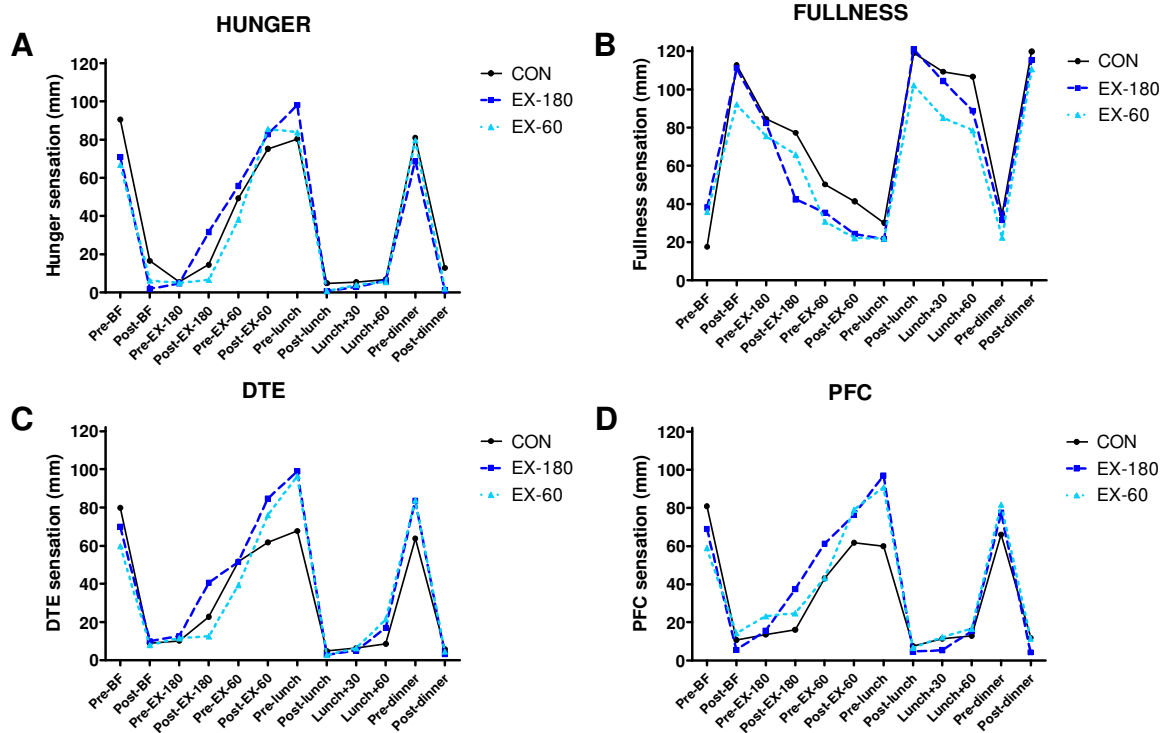 HUNGER
A
Hunger sensation (mm)
120
100
80
60
40
20
0
CON
EX-180
EX-60
Pre-BF
Post-BF
Pre-EX-180
Post-EX-180
Pre-EX-60
Post-EX-60
Pre-lunch
Post-lunch
Lunch+30
Lunch+60
Pre-dinner
Post-dinner
FULLNESS
B
Fullness sensation (mm)
120
100
80
60
40
20
0
CON
EX-180
EX-60
Pre-BF
Post-BF
Pre-EX-180
Post-EX-180
Pre-EX-60
Post-EX-60
Pre-lunch
Post-lunch
Lunch+30
Lunch+60
Pre-dinner
Post-dinner
DTE
C
DTE sensation (mm)
120
100
80
60
40
20
0
CON
EX-180
EX-60
Pre-BF
Post-BF
Pre-EX-180
Post-EX-180
Pre-EX-60
Post-EX-60
Pre-lunch
Post-lunch
Lunch+30
Lunch+60
Pre-dinner
Post-dinner
PFC
D
PFC sensation (mm)
120
100
80
60
40
20
0
CON
EX-180
EX-60
Pre-BF
Post-BF
Pre-EX-180
Post-EX-180
Pre-EX-60
Post-EX-60
Pre-lunch
Post-lunch
Lunch+30
Lunch+60
Pre-dinner
Post-dinner